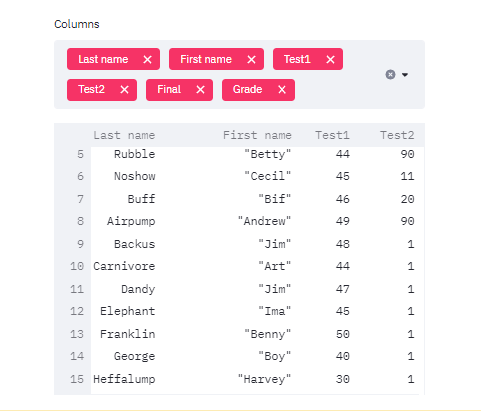 Columns
Last name × First name × Test1 ×
Test2 × Final × Grade ×
Last name First name Test1 Test2
5 Rubble "Betty" 44 90
6 Noshow "Cecil" 45 11
7 Buff "Bif" 46 20
8 Airpump "Andrew" 49 90
9 Backus "Jim" 48 1
10 Carnivore "Art" 44 1
11 Dandy "Jim" 47 1
12 Elephant "Ima" 45 1
13 Franklin "Benny" 50 1
14 George "Boy" 40 1
15 Heffalump "Harvey" 30 1